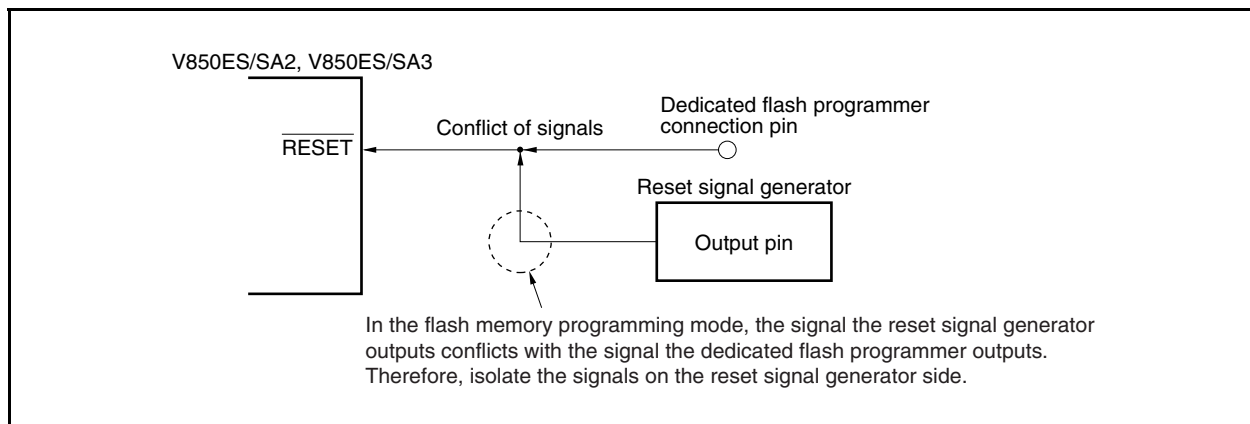 V850ES/SA2, V850ES/SA3
Dedicated flash programmer
connection pin
Conflict of signals
RESET
Reset signal generator
Output pin
In the flash memory programming mode, the signal the reset signal generator
outputs conflicts with the signal the dedicated flash programmer outputs.
Therefore, isolate the signals on the reset signal generator side.